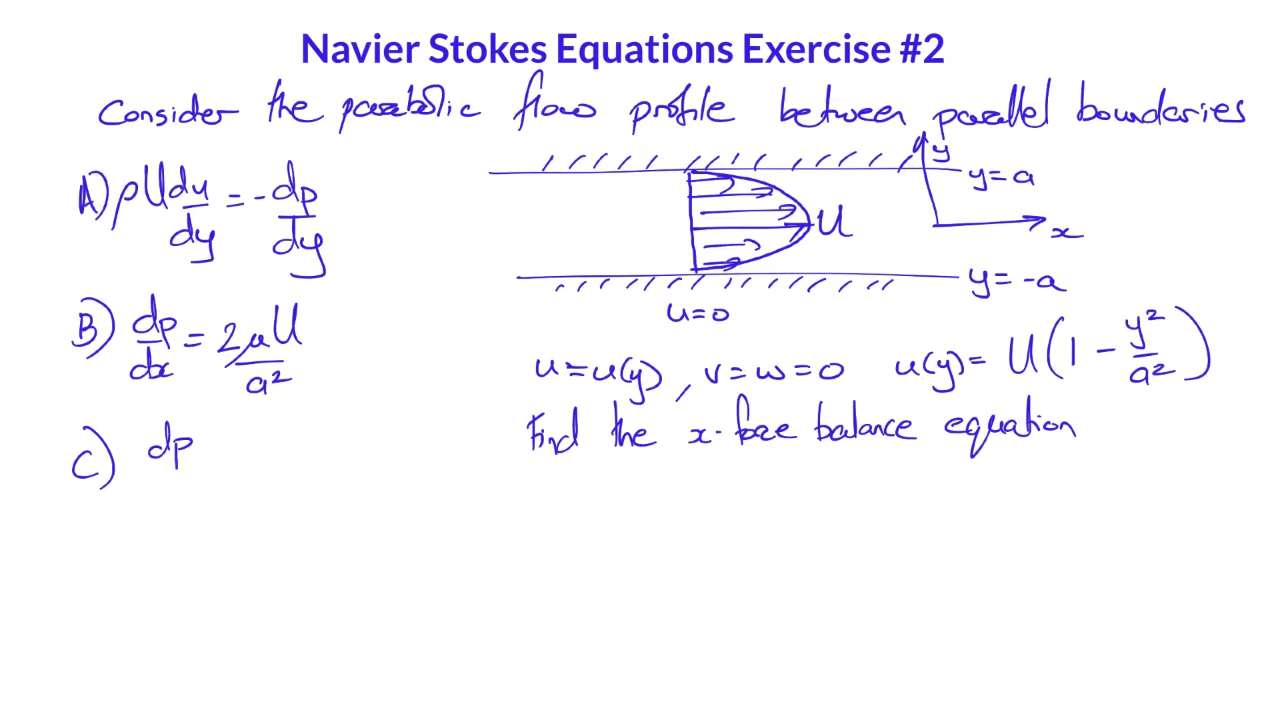 Navier Stokes Equations Exercise #2
Consider the parabolic flow profile between parallel boundaries
A) ρU du/dy = - dp/dy
y
y = a
U
x
y = -a
u = 0
B) dp/dx = 2μU/a²
u = u(y), v = w = 0 u(y) = U(1 - y²/a²)
Find the x-force balance equation
C) dp